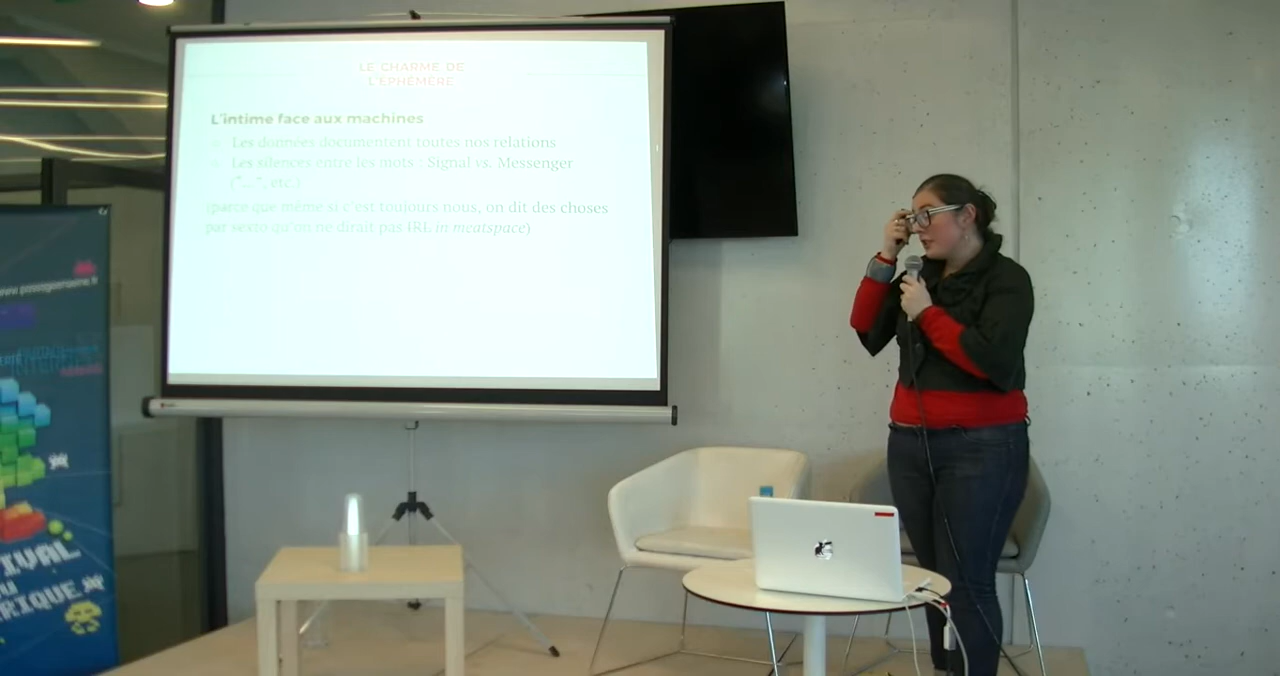 LE CHARME DE
L'ÉPHÉMÈRE
L'intime face aux machines
Les données documentent toutes nos relations
Les silences entre les mots : Signal vs. Messenger
("... ", etc.)
(parce que même si c'est toujours nous, on dit des choses
par sexto qu'on ne dirait pas IRL in meatspace)
IVAL
RIQUE